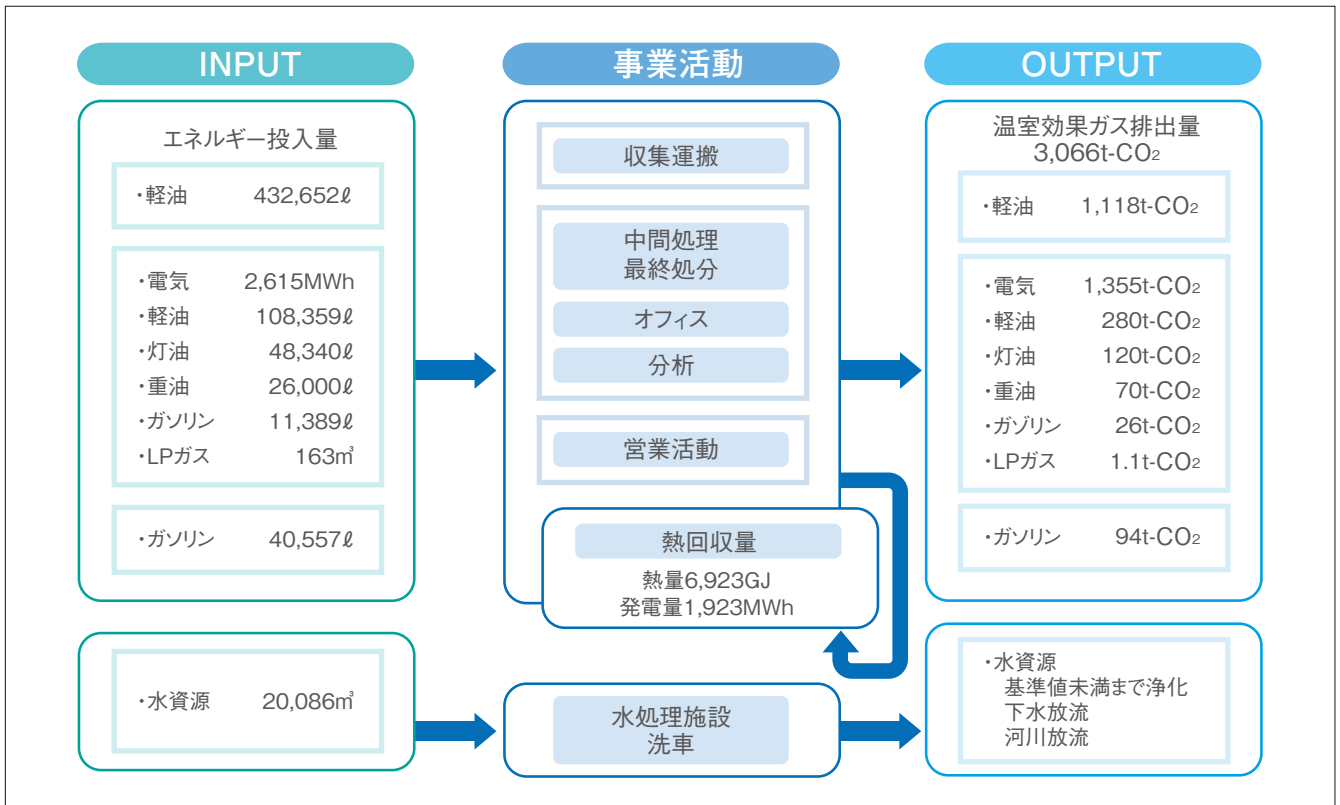 INPUT
エネルギー投入量
・軽油 432,652ℓ
・電気 2,615MWh
・軽油 108,359ℓ
・灯油 48,340ℓ
・重油 26,000ℓ
・ガソリン 11,389ℓ
・LPガス 163㎥
・ガソリン 40,557ℓ
・水資源 20,086㎥
事業活動
収集運搬
中間処理
最終処分
オフィス
分析
営業活動
熱回収量
熱量6,923GJ
発電量1,923MWh
水処理施設
洗車
OUTPUT
温室効果ガス排出量
3,066t-CO2
・軽油 1,118t-CO2
・電気 1,355t-CO2
・軽油 280t-CO2
・灯油 120t-CO2
・重油 70t-CO2
・ガゾリン 26t-CO2
・LPガス 1.1t-CO2
・ガソリン 94t-CO2
・水資源
基準値未満まで浄化
下水放流
河川放流